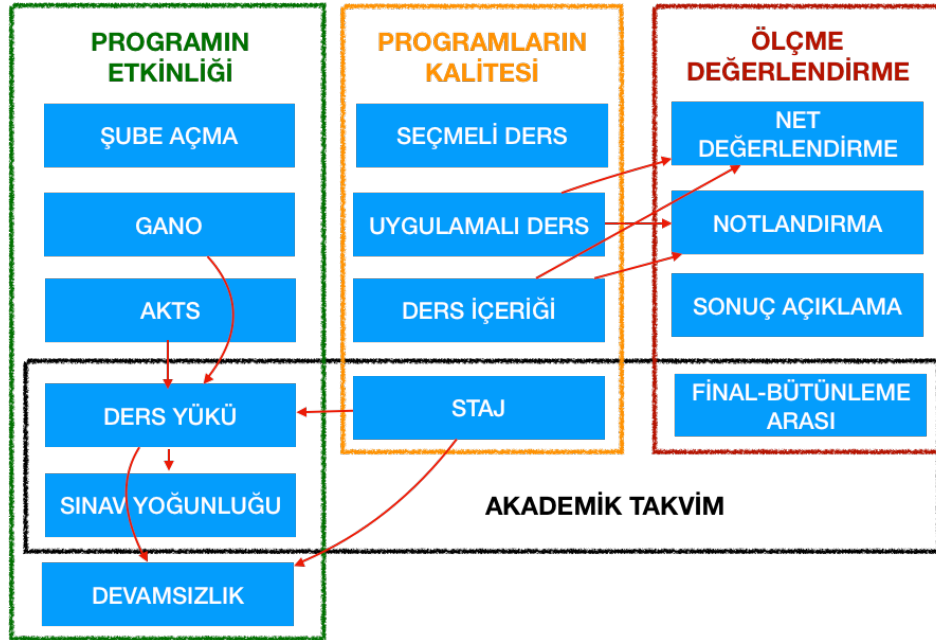 PROGRAMIN
ETKİNLİĞİ
ŞUBE AÇMA
GANO
AKTS
DERS YÜKÜ
SINAV YOĞUNLUĞU
DEVAMSIZLIK
PROGRAMLARIN
KALİTESİ
SEÇMELİ DERS
UYGULAMALI DERS
DERS İÇERİĞİ
STAJ
ÖLÇME
DEĞERLENDİRME
NET
DEĞERLENDİRME
NOTLANDIRMA
SONUÇ AÇIKLAMA
FİNAL-BÜTÜNLEME
ARASI
AKADEMİK TAKVİM